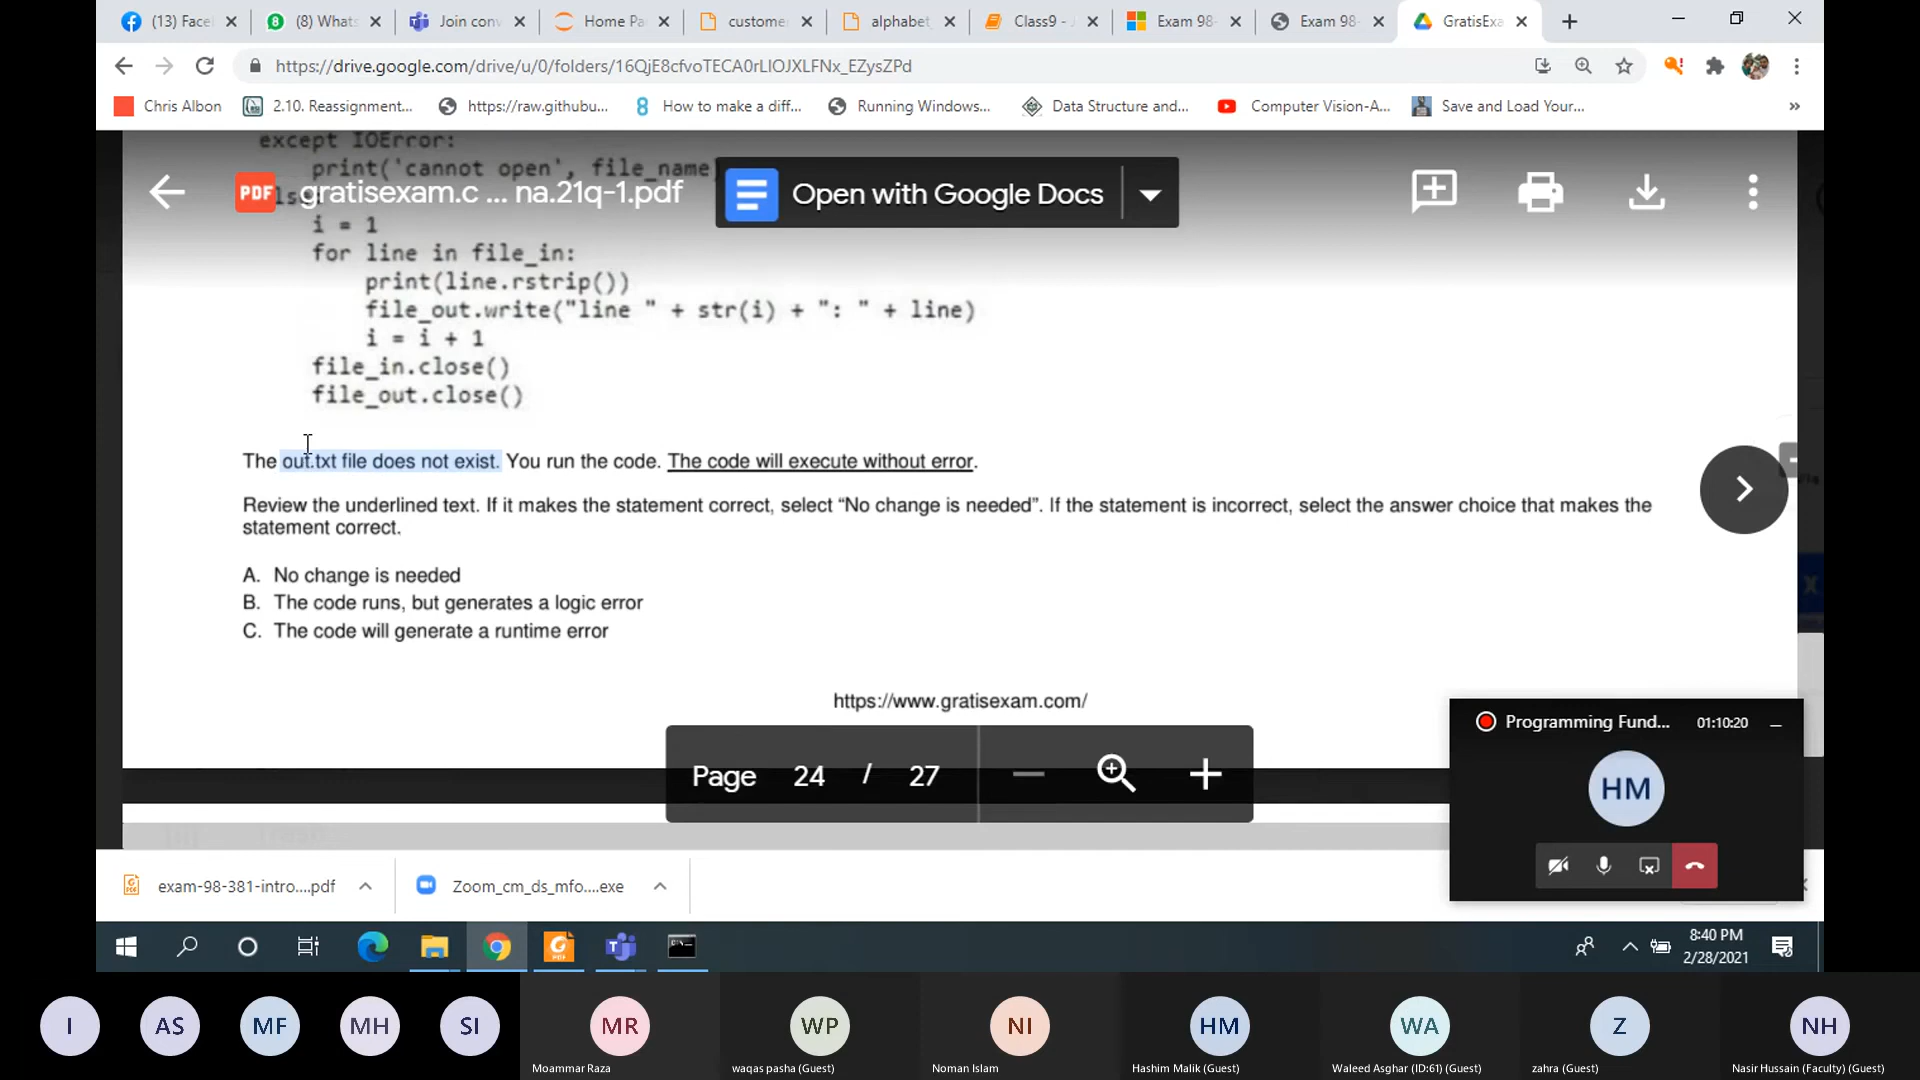 (13) Face
(8) Whats
Join conv
Home Pa
custome
alphabet
Class9 - J
Exam 98-
Exam 98-
GratisExa
https://drive.google.com/drive/u/0/folders/16QjE8cfvoTECA0rLIOJXLFNx_EZysZPd
Chris Albon
2.10. Reassignment...
https://raw.githubu...
How to make a diff...
Running Windows...
Data Structure and...
Computer Vision-A...
Save and Load Your...
»
except IOError:
print('cannot open', file_name)
PDF
gratisexam.c ... na.21q-1.pdf
Open with Google Docs
i = 1
for line in file_in:
print(line.rstrip())
file_out.write("line " + str(i) + ": " + line)
i = i + 1
file_in.close()
file_out.close()
The out.txt file does not exist. You run the code. The code will execute without error.
Review the underlined text. If it makes the statement correct, select “No change is needed”. If the statement is incorrect, select the answer choice that makes the
statement correct.
A. No change is needed
B. The code runs, but generates a logic error
C. The code will generate a runtime error
https://www.gratisexam.com/
Page 24 / 27
Programming Fund... 01:10:20
HM
exam-98-381-intro....pdf
Zoom_cm_ds_mfo....exe
8:40 PM
2/28/2021
I
AS
MF
MH
SI
MR
WP
NI
HM
WA
Z
NH
Moammar Raza
waqas pasha (Guest)
Noman Islam
Hashim Malik (Guest)
Waleed Asghar (ID:61) (Guest)
zahra (Guest)
Nasir Hussain (Faculty) (Guest)